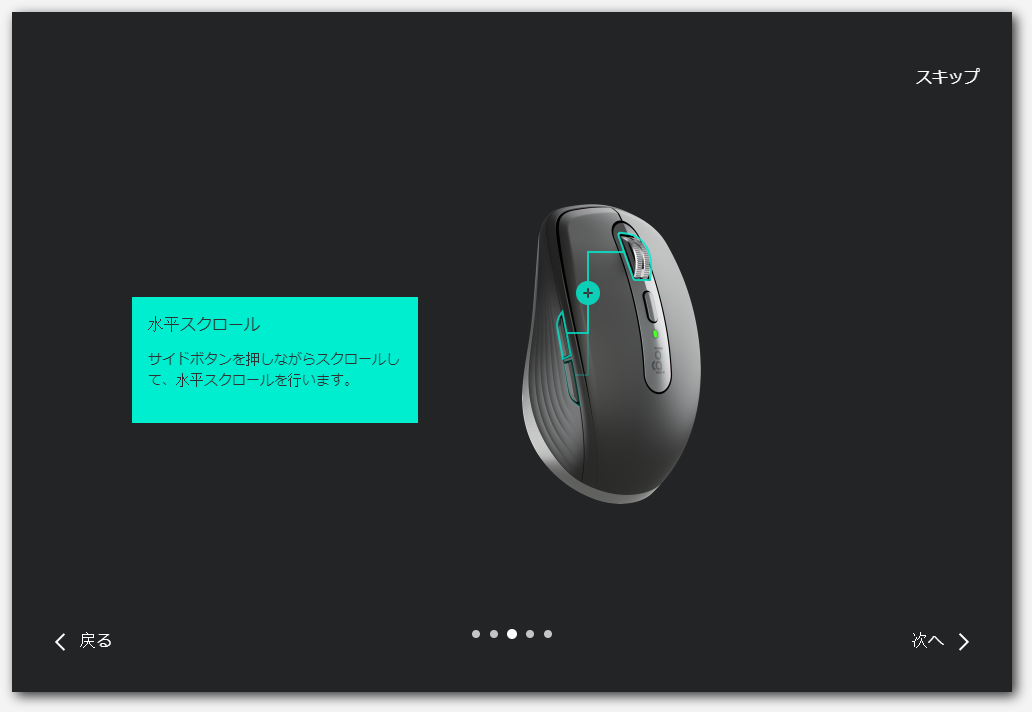 スキップ
水平スクロール
サイドボタンを押しながらスクロールし
て、水平スクロールを行います。
logi
戻る
次へ